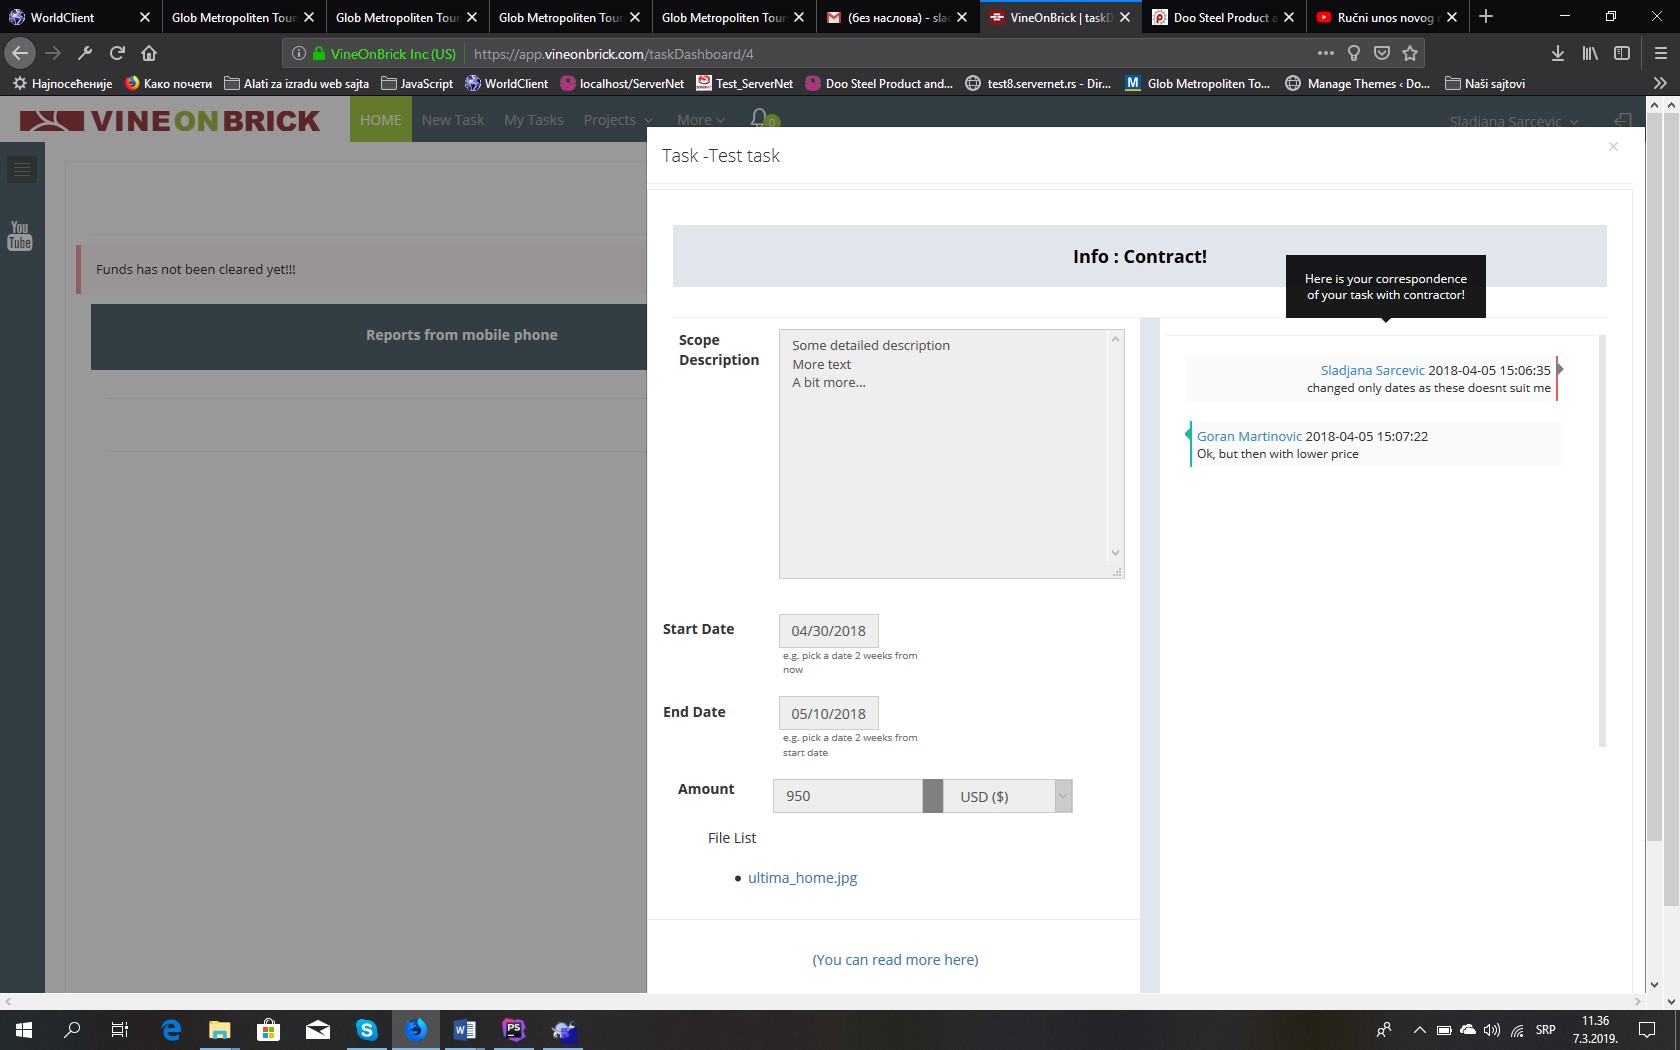 WorldClient
Glob Metropoliten Tour
Glob Metropoliten Tour
Glob Metropoliten Tour
Glob Metropoliten Tour
(без наслова) - sla
VineOnBrick | taskD
Doo Steel Product a
Ručni unos novog
VineOnBrick Inc (US)
https://app.vineonbrick.com/taskDashboard/4
Најпосећеније
Како почети
Alati za izradu web sajta
JavaScript
WorldClient
localhost/ServerNet
Test_ServerNet
Doo Steel Product and...
test8.servernet.rs - Dir...
M
Glob Metropoliten To...
Manage Themes ‹ Do...
Naši sajtovi
VINEONBRICK
HOME
New Task
My Tasks
Projects
More
0
Sladjana Sarcevic
You
Tube
Funds has not been cleared yet!!!
Reports from mobile phone
Task -Test task
Info : Contract!
Here is your correspondence
of your task with contractor!
Scope
Description
Some detailed description
More text
A bit more...
Sladjana Sarcevic 2018-04-05 15:06:35
changed only dates as these doesnt suit me
Goran Martinovic 2018-04-05 15:07:22
Ok, but then with lower price
Start Date
04/30/2018
e.g. pick a date 2 weeks from
now
End Date
05/10/2018
e.g. pick a date 2 weeks from
start date
Amount
950
USD ($)
File List
ultima_home.jpg
(You can read more here)
SRP
11.36
7.3.2019.